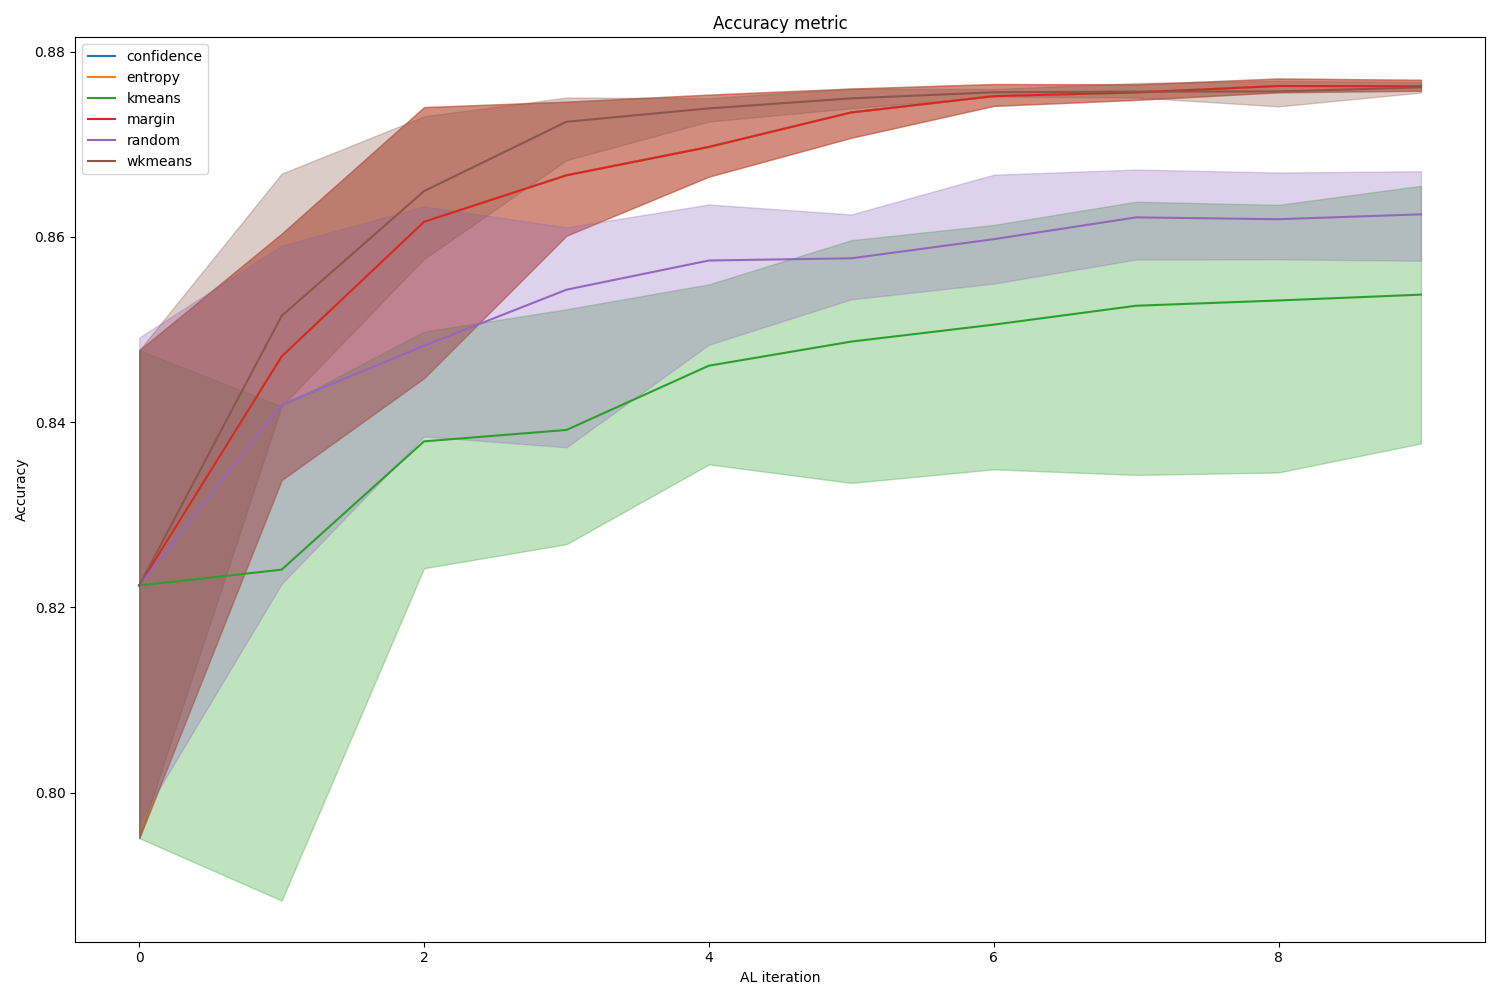 Accuracy metric
confidence
entropy
kmeans
margin
random
wkmeans
0.88
0.86
0.84
0.82
0.80
Accuracy
0 2 4 6 8
AL iteration